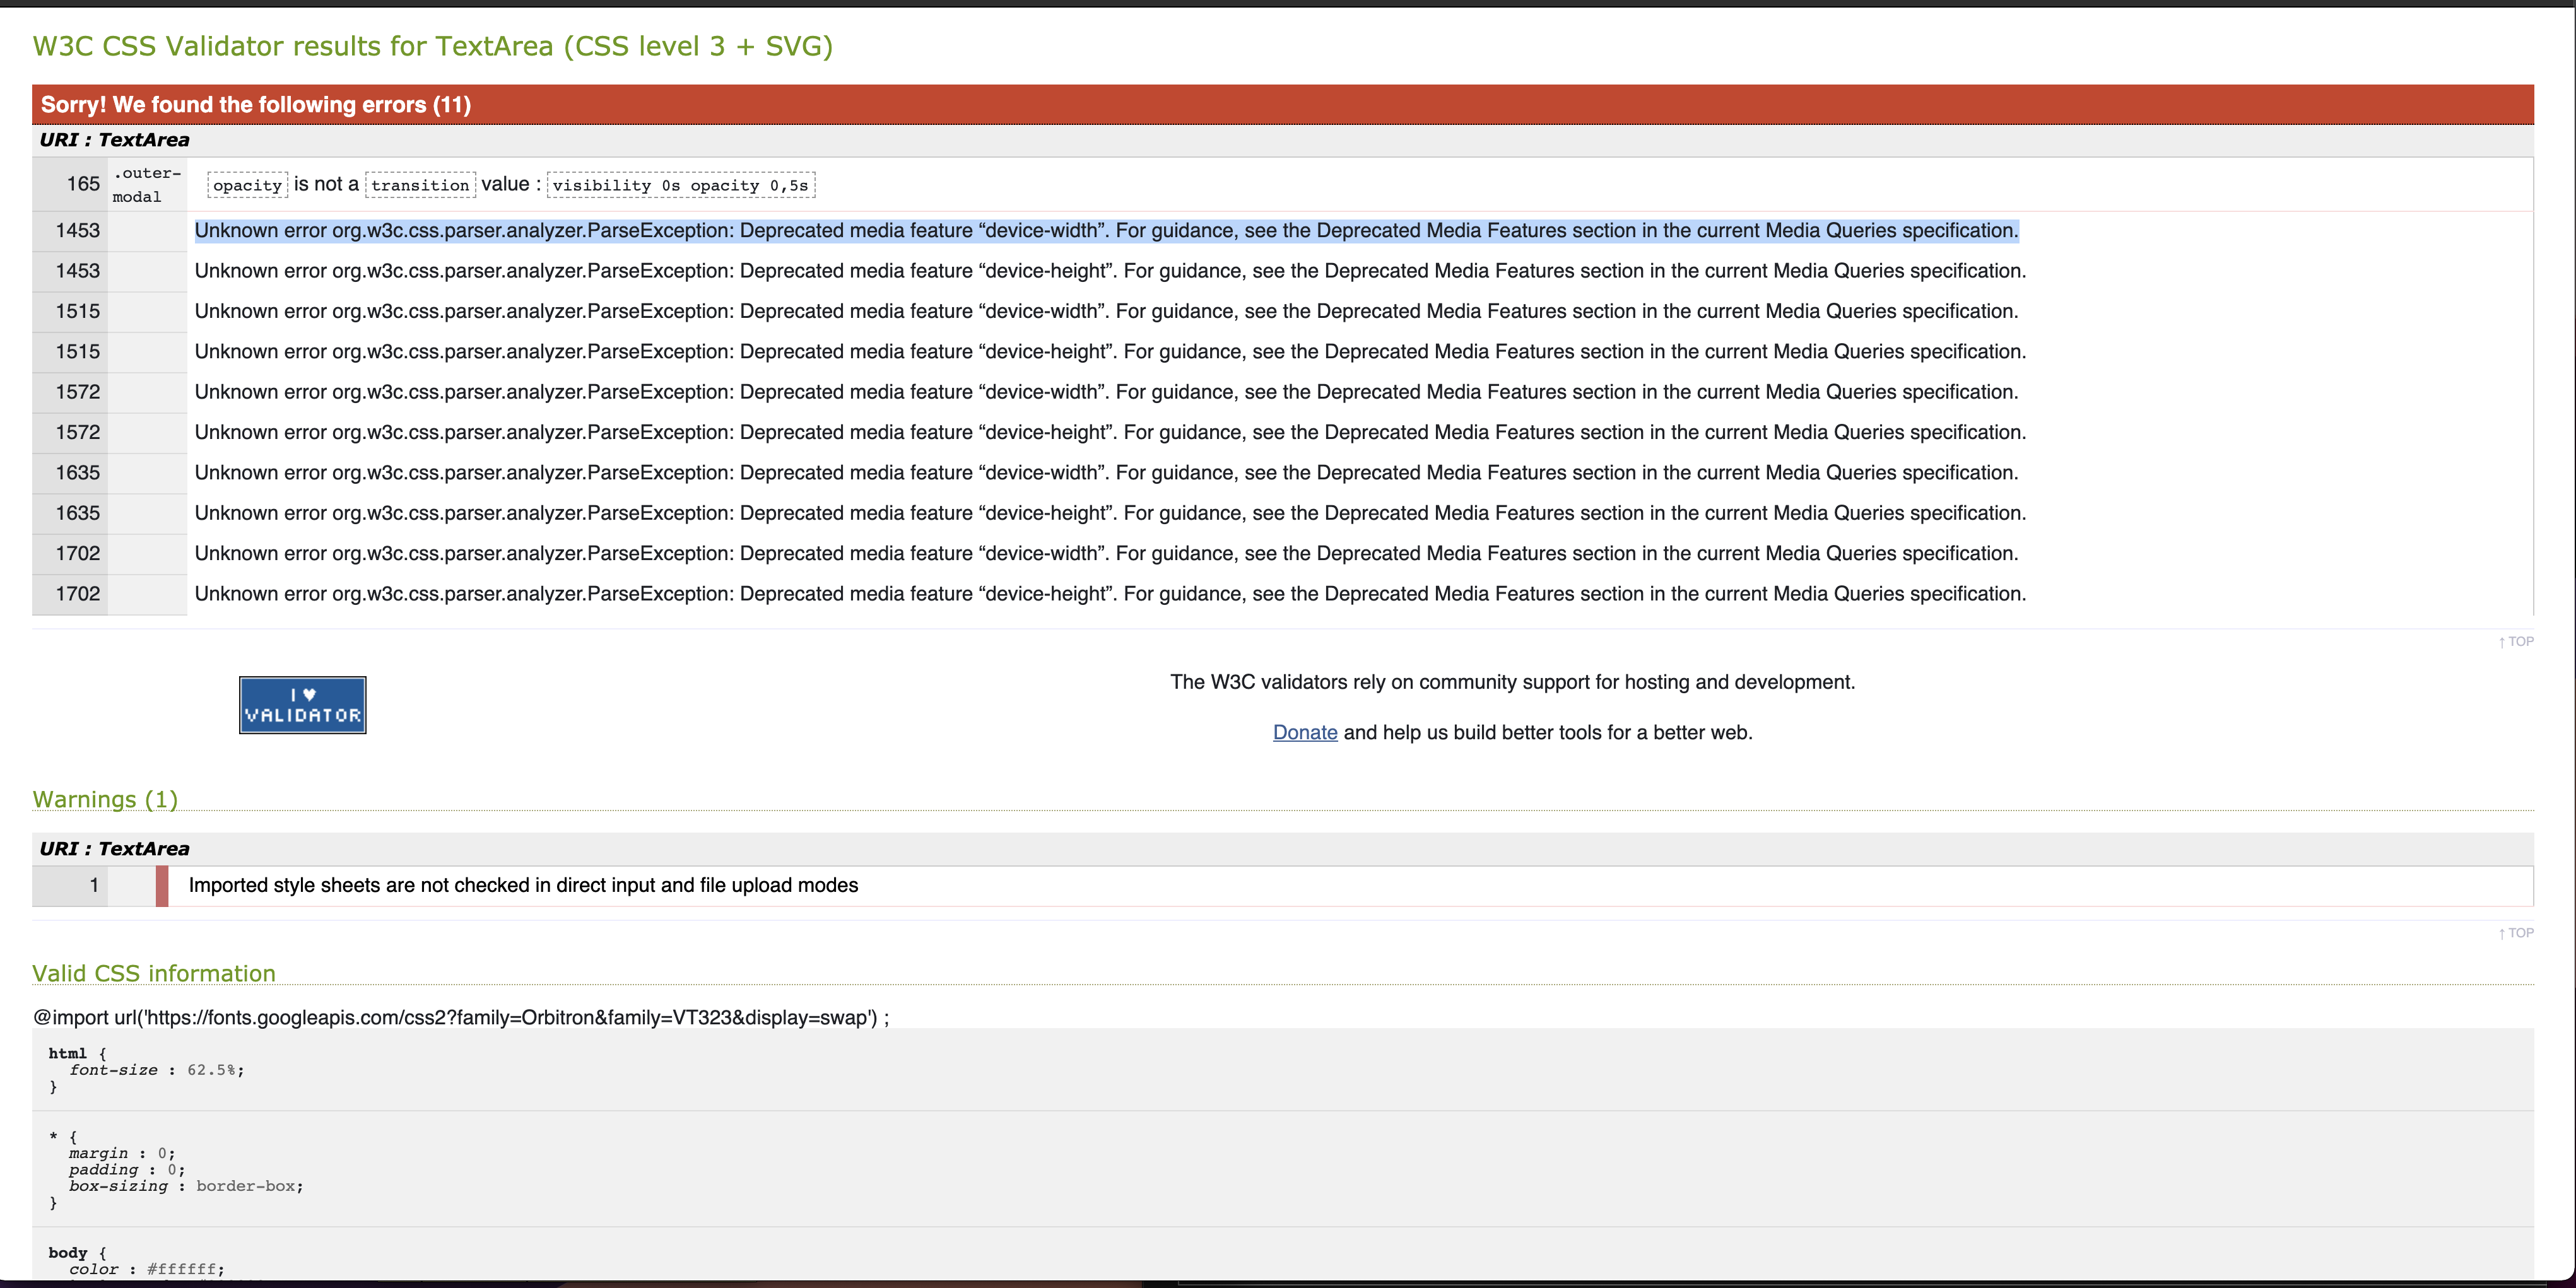 W3C CSS Validator results for TextArea (CSS level 3 + SVG)
Sorry! We found the following errors (11)
URI : TextArea
165 .outer-modal opacity is not a transition value : visibility 0s opacity 0,5s
1453 Unknown error org.w3c.css.parser.analyzer.ParseException: Deprecated media feature “device-width”. For guidance, see the Deprecated Media Features section in the current Media Queries specification.
1453 Unknown error org.w3c.css.parser.analyzer.ParseException: Deprecated media feature “device-height”. For guidance, see the Deprecated Media Features section in the current Media Queries specification.
1515 Unknown error org.w3c.css.parser.analyzer.ParseException: Deprecated media feature “device-width”. For guidance, see the Deprecated Media Features section in the current Media Queries specification.
1515 Unknown error org.w3c.css.parser.analyzer.ParseException: Deprecated media feature “device-height”. For guidance, see the Deprecated Media Features section in the current Media Queries specification.
1572 Unknown error org.w3c.css.parser.analyzer.ParseException: Deprecated media feature “device-width”. For guidance, see the Deprecated Media Features section in the current Media Queries specification.
1572 Unknown error org.w3c.css.parser.analyzer.ParseException: Deprecated media feature “device-height”. For guidance, see the Deprecated Media Features section in the current Media Queries specification.
1635 Unknown error org.w3c.css.parser.analyzer.ParseException: Deprecated media feature “device-width”. For guidance, see the Deprecated Media Features section in the current Media Queries specification.
1635 Unknown error org.w3c.css.parser.analyzer.ParseException: Deprecated media feature “device-height”. For guidance, see the Deprecated Media Features section in the current Media Queries specification.
1702 Unknown error org.w3c.css.parser.analyzer.ParseException: Deprecated media feature “device-width”. For guidance, see the Deprecated Media Features section in the current Media Queries specification.
1702 Unknown error org.w3c.css.parser.analyzer.ParseException: Deprecated media feature “device-height”. For guidance, see the Deprecated Media Features section in the current Media Queries specification.
↑ TOP
I ♥
VALIDATOR
The W3C validators rely on community support for hosting and development.
Donate and help us build better tools for a better web.
Warnings (1)
URI : TextArea
1 Imported style sheets are not checked in direct input and file upload modes
↑ TOP
Valid CSS information
@import url('https://fonts.googleapis.com/css2?family=Orbitron&family=VT323&display=swap') ;
html {
font-size : 62.5%;
}
* {
margin : 0;
padding : 0;
box-sizing : border-box;
}
body {
color : #ffffff;